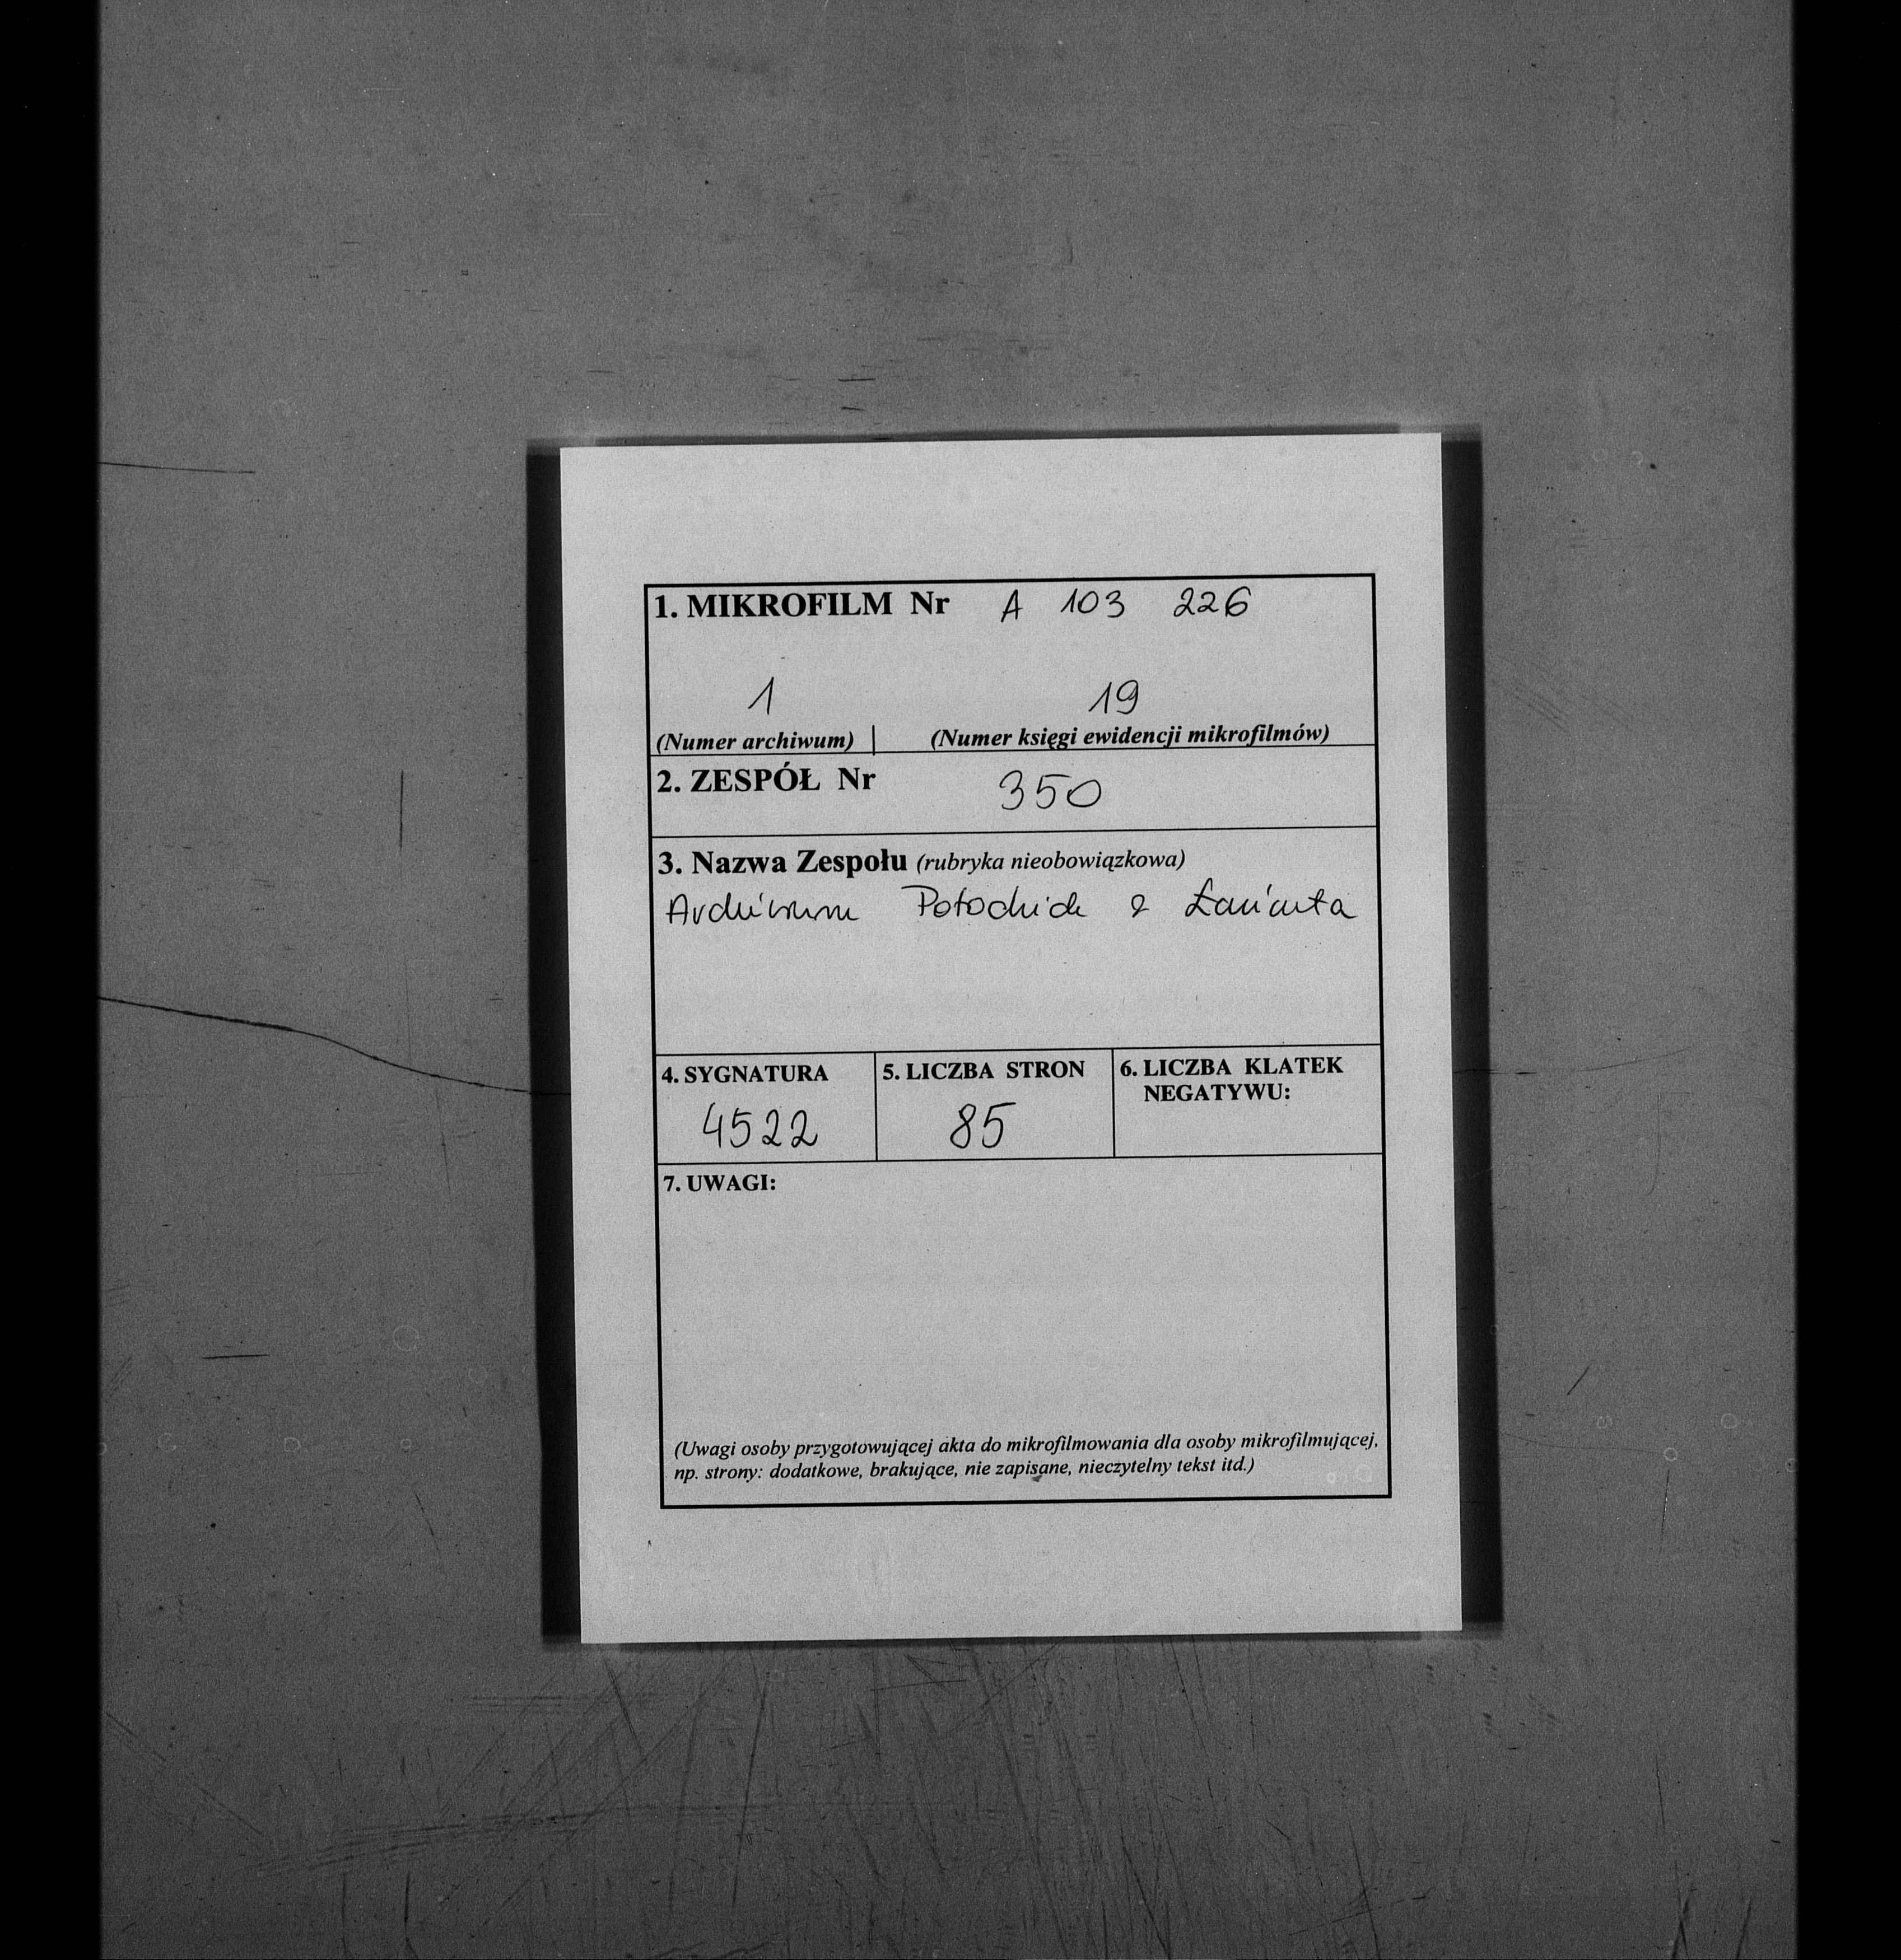 1. MIKROFILM Nr A 103 226
1 19
(Numer archiwum) | (Numer księgi ewidencji mikrofilmów)
2. ZESPÓŁ Nr 350
3. Nazwa Zespołu (rubryka nieobowiązkowa)
Archiwum Potockich z Łańcuta
4. SYGNATURA 5. LICZBA STRON 6. LICZBA KLATEK
NEGATYWU:
4522 85
7. UWAGI:
(Uwagi osoby przygotowującej akta do mikrofilmowania dla osoby mikrofilmującej,
np. strony: dodatkowe, brakujące, nie zapisane, nieczytelny tekst itd.)